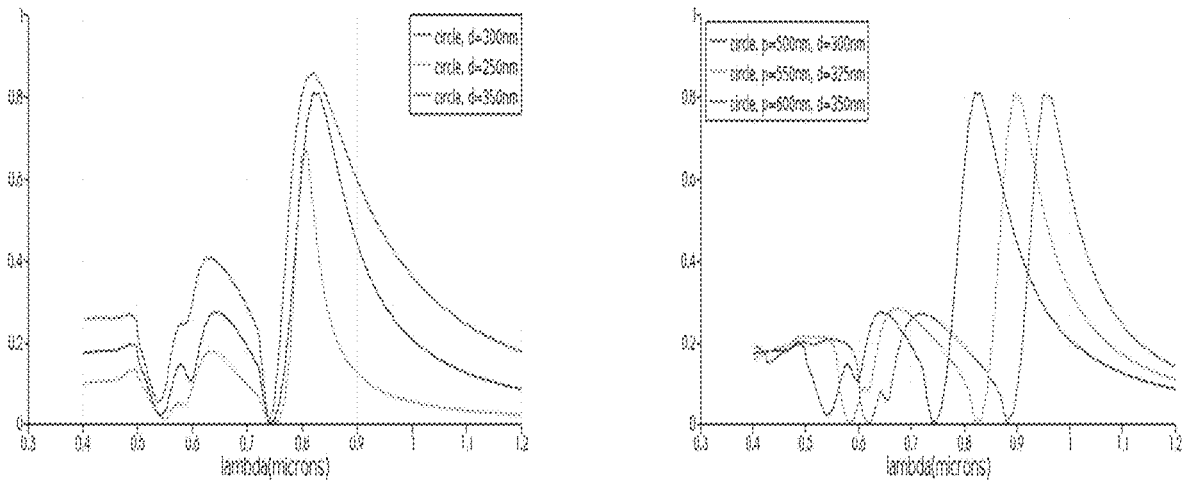 1
0.8
0.6
0.4
0.2
0
0.3 0.4 0.5 0.6 0.7 0.8 0.9 1 1.1 1.2
lambda(microns)
circle, d=300nm
circle, d=250nm
circle, d=350nm
1
0.8
0.6
0.4
0.2
0
0.3 0.4 0.5 0.6 0.7 0.8 0.9 1 1.1 1.2
lambda(microns)
circle, p=500nm, d=300nm
circle, p=550nm, d=325nm
circle, p=600nm, d=350nm